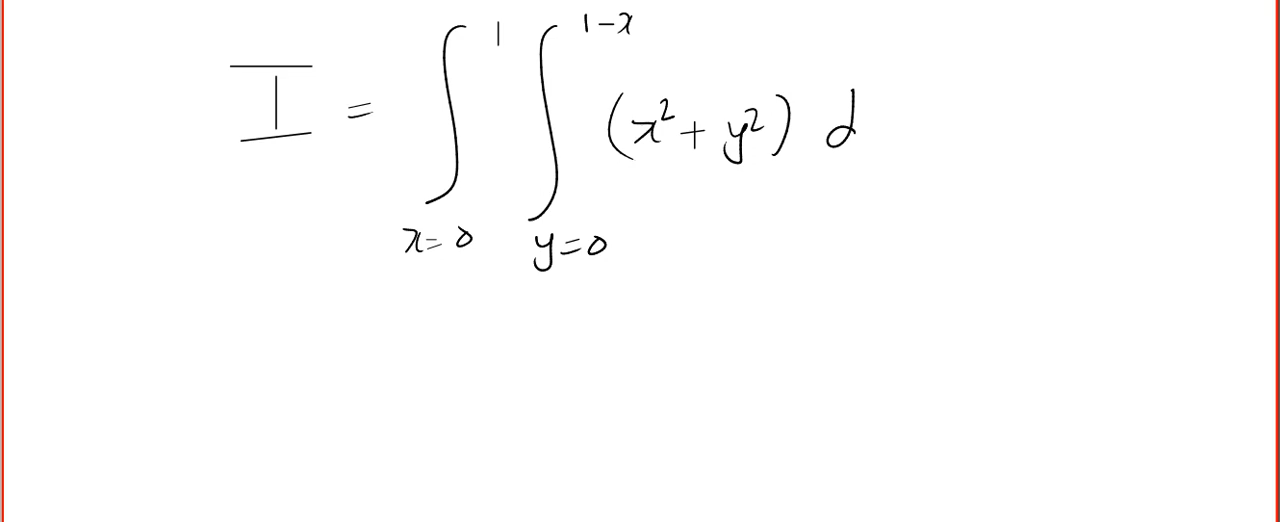 I = ∫_{x=0}^{1} ∫_{y=0}^{1-x} (x² + y²) d